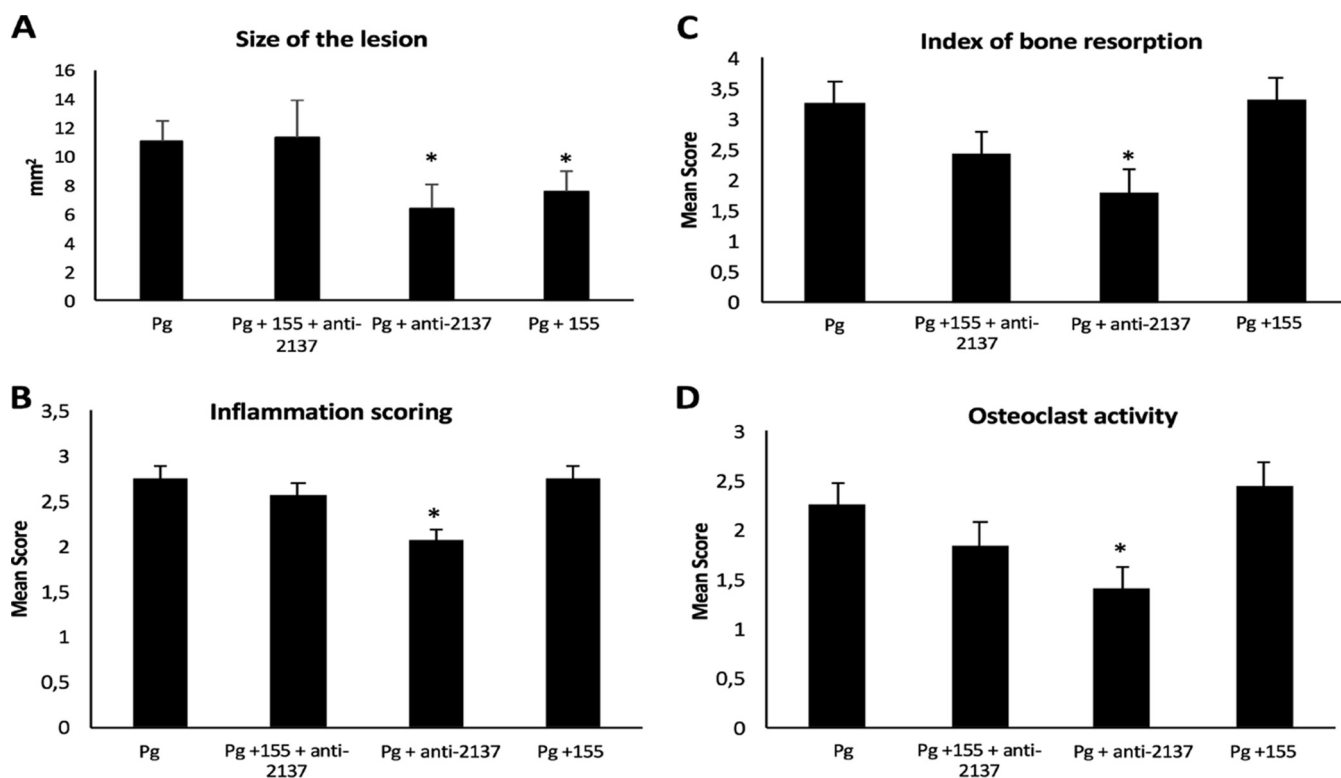 A
Size of the lesion
16
14
12
10
8
6
4
2
0
mm²
*
*
Pg
Pg + 155 + anti-
2137
Pg + anti-2137
Pg + 155
C
Index of bone resorption
4
3,5
3
2,5
2
1,5
1
0,5
0
Mean Score
*
Pg
Pg +155 + anti-
2137
Pg + anti-2137
Pg +155
B
Inflammation scoring
3,5
3
2,5
2
1,5
1
0,5
0
Mean Score
*
Pg
Pg +155 + anti-
2137
Pg + anti-2137
Pg +155
D
Osteoclast activity
3
2,5
2
1,5
1
0,5
0
Mean Score
*
Pg
Pg +155 + anti-
2137
Pg + anti-2137
Pg +155